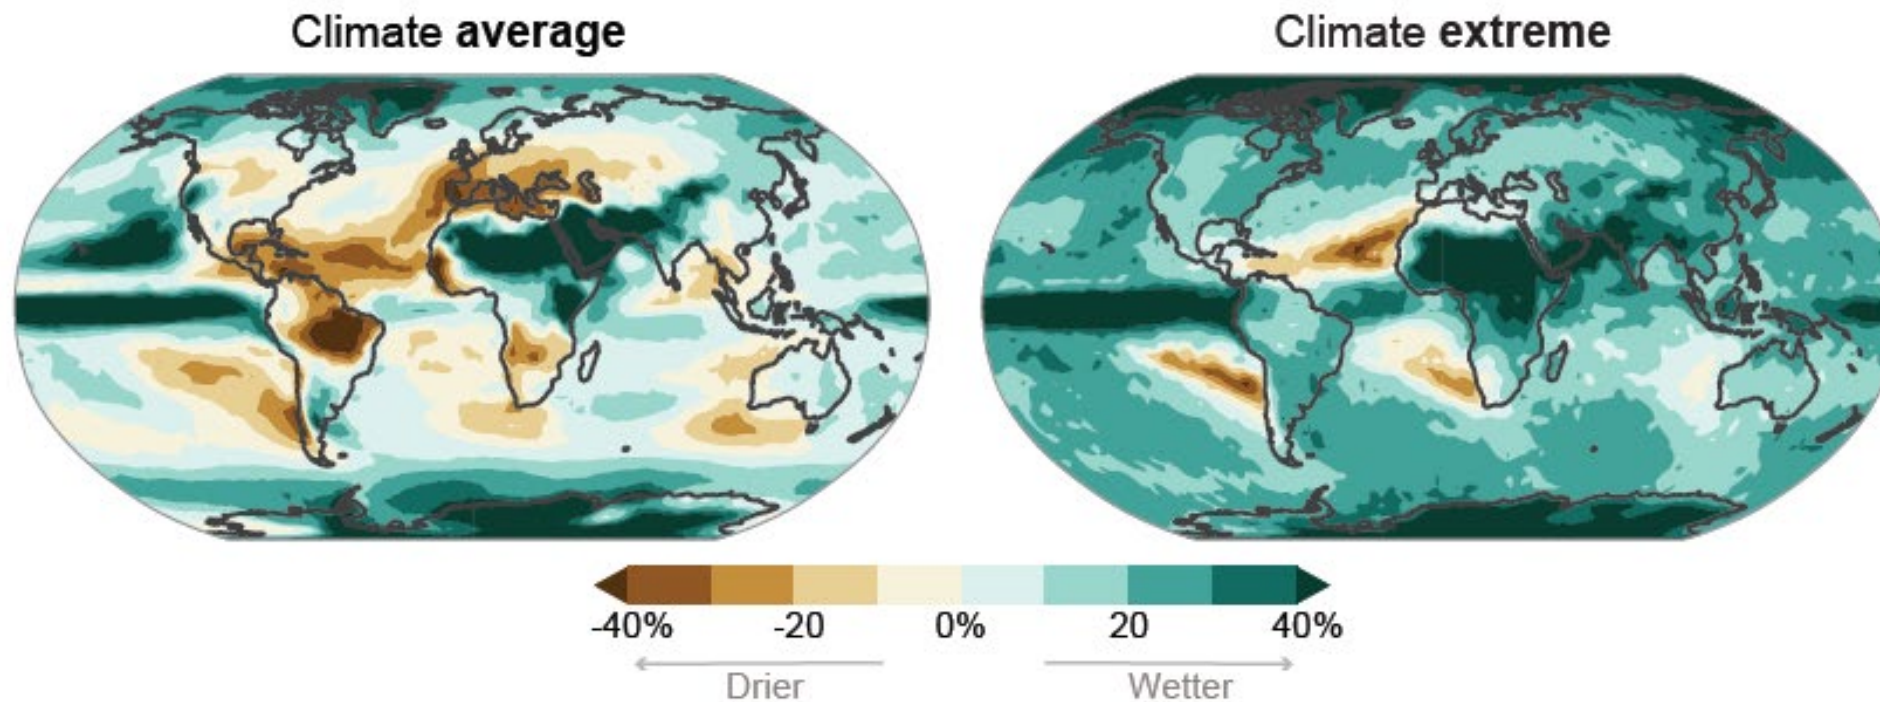 Climate average
Climate extreme
-40% -20 0% 20 40%
Drier
Wetter